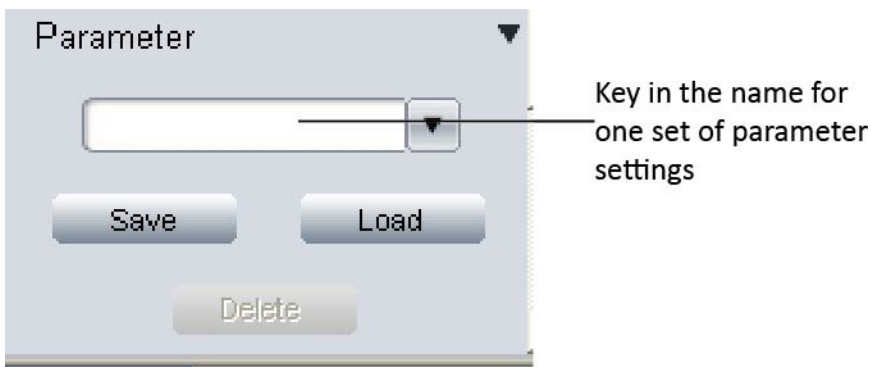 Parameter
Key in the name for
one set of parameter
settings
Save Load
Delete